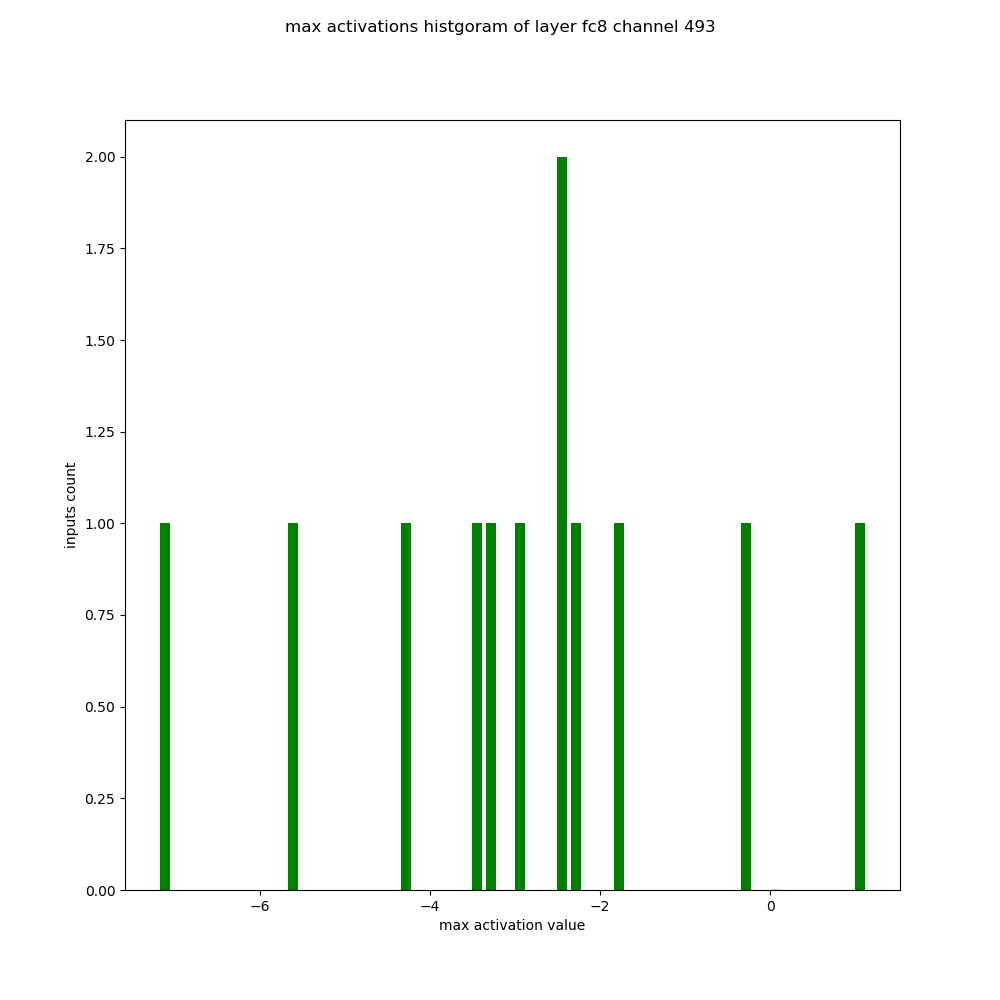 max activations histgoram of layer fc8 channel 493
2.00
1.75
1.50
1.25
1.00
0.75
0.50
0.25
0.00
inputs count
−6 −4 −2 0
max activation value